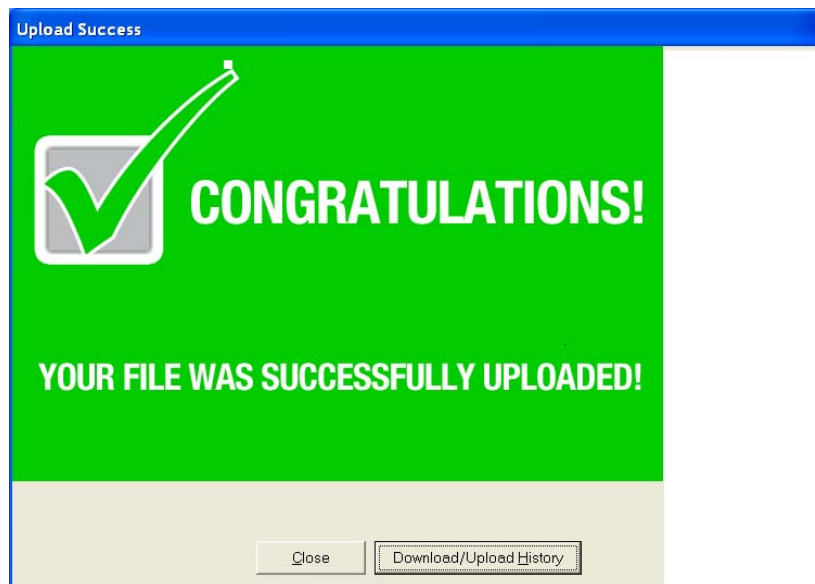 Upload Success
CONGRATULATIONS!
YOUR FILE WAS SUCCESSFULLY UPLOADED!
Close
Download/Upload History